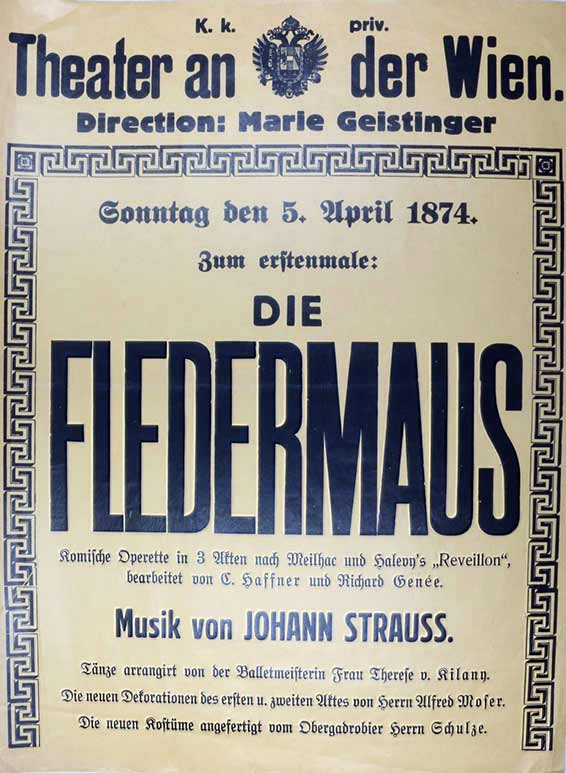 K. k. priv.
Theater an der Wien.
Direction: Marie Geistinger
Sonntag den 5. April 1874.
Zum erstenmale:
DIE
FLEDERMAUS
Komische Operette in 3 Akten nach Meilhac und Halevy's „Reveillon",
bearbeitet von C. Haffner und Richard Genée.
Musik von JOHANN STRAUSS.
Tänze arrangirt von der Balletmeisterin Frau Therese v. Kilany.
Die neuen Dekorationen des ersten u. zweiten Aktes von Herrn Alfred Moser.
Die neuen Kostüme angefertigt vom Obergadrobier Herrn Schulze.